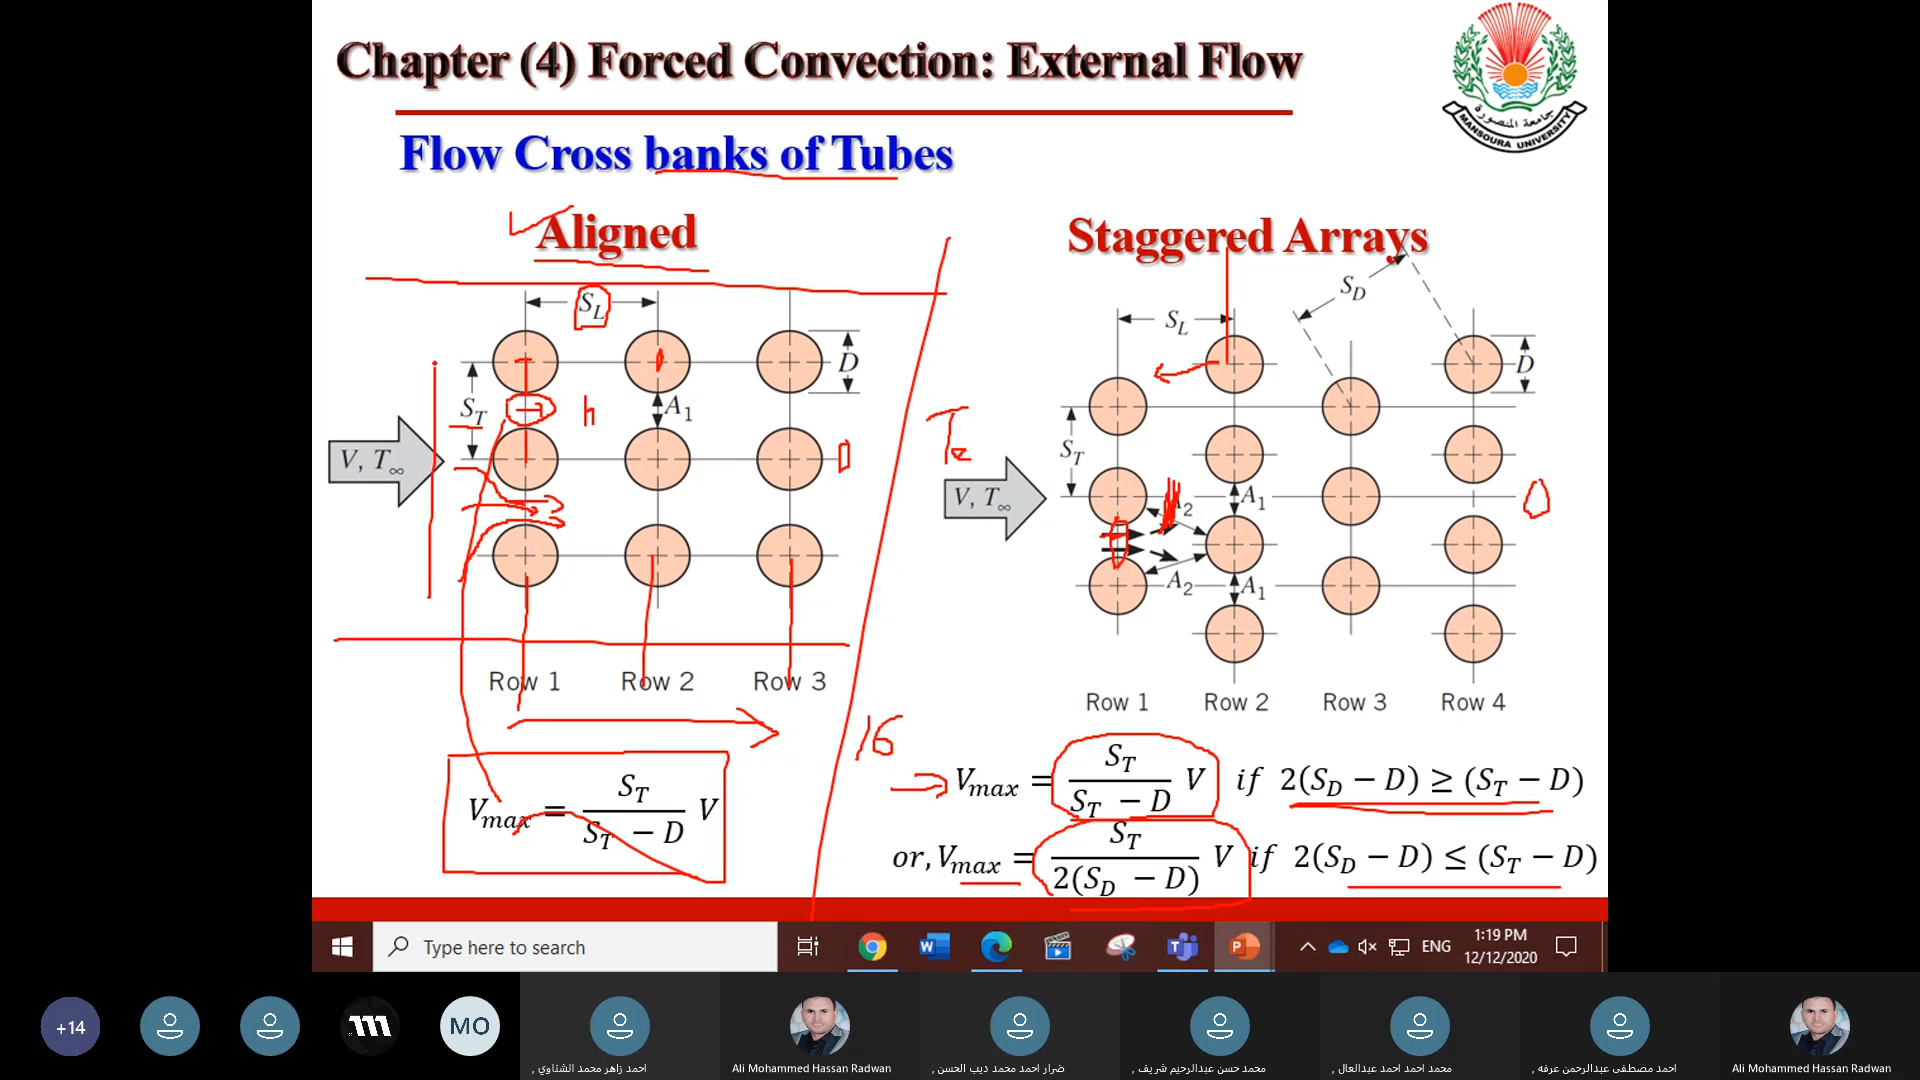 Chapter (4) Forced Convection: External Flow
جامعة المنصورة
MANSOURA UNIVERSITY
Flow Cross banks of Tubes
Aligned
Staggered Arrays
S_L
D
S_T
h
A_1
V, T_∞
Row 1
Row 2
Row 3
V_max = S_T / (S_T − D) V
S_D
S_L
D
S_T
V, T_∞
A_2
A_1
A_2
A_1
Row 1
Row 2
Row 3
Row 4
16
V_max = S_T / (S_T − D) V if 2(S_D − D) ≥ (S_T − D)
or, V_max = S_T / 2(S_D − D) V if 2(S_D − D) ≤ (S_T − D)
Type here to search
ENG
1:19 PM
12/12/2020
+14
MO
احمد زاهر محمد الشناوي ,
Ali Mohammed Hassan Radwan
ضرار احمد محمد ديب الحسن ,
محمد حسن عبدالرحيم شريف ,
محمد احمد احمد عبدالعال ,
احمد مصطفى عبدالرحمن عرفه ,
Ali Mohammed Hassan Radwan